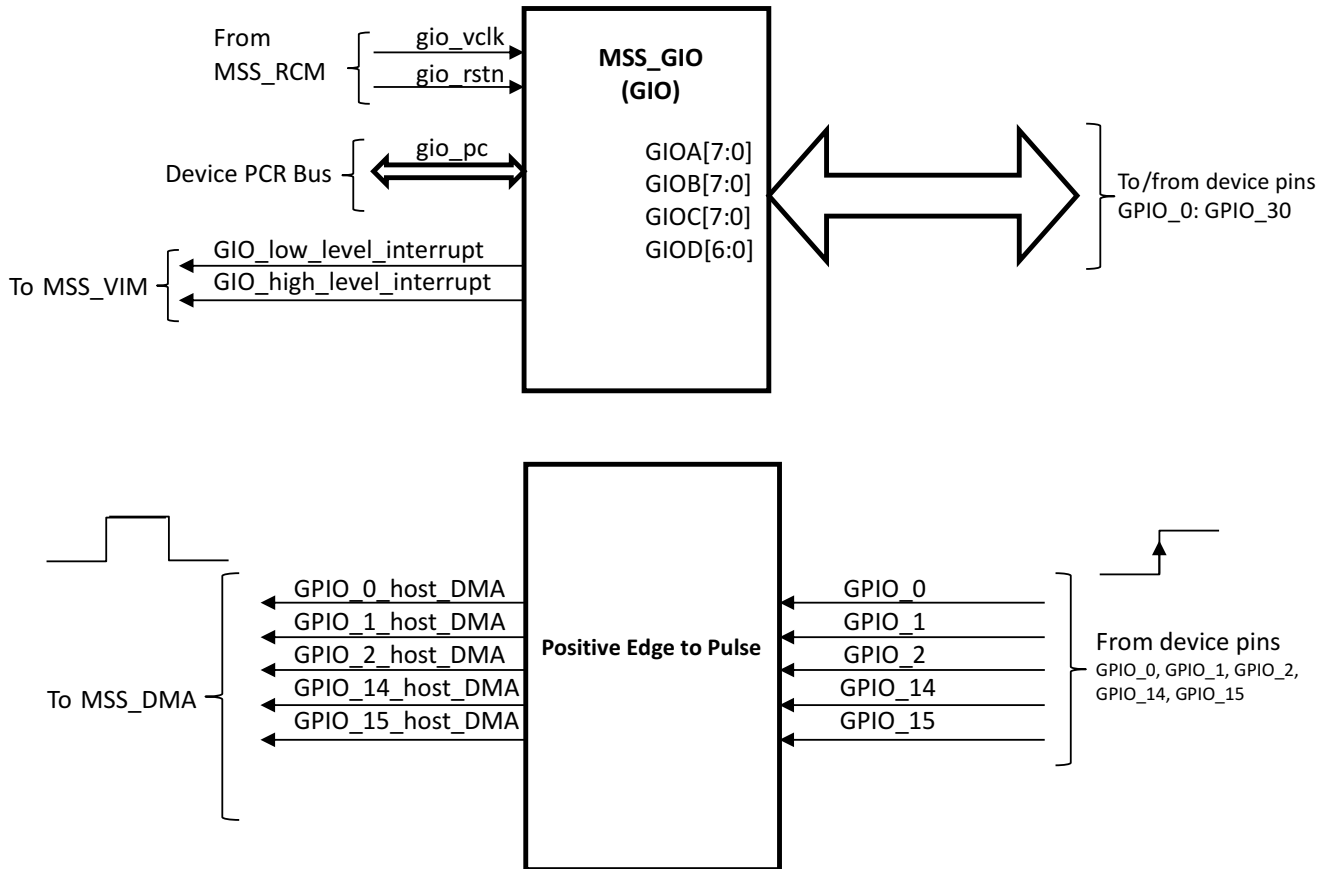 From
MSS_RCM
gio_vclk
gio_rstn
MSS_GIO
(GIO)
Device PCR Bus
gio_pc
GIOA[7:0]
GIOB[7:0]
GIOC[7:0]
GIOD[6:0]
To/from device pins
GPIO_0: GPIO_30
To MSS_VIM
GIO_low_level_interrupt
GIO_high_level_interrupt
To MSS_DMA
GPIO_0_host_DMA
GPIO_1_host_DMA
GPIO_2_host_DMA
GPIO_14_host_DMA
GPIO_15_host_DMA
Positive Edge to Pulse
GPIO_0
GPIO_1
GPIO_2
GPIO_14
GPIO_15
From device pins
GPIO_0, GPIO_1, GPIO_2,
GPIO_14, GPIO_15